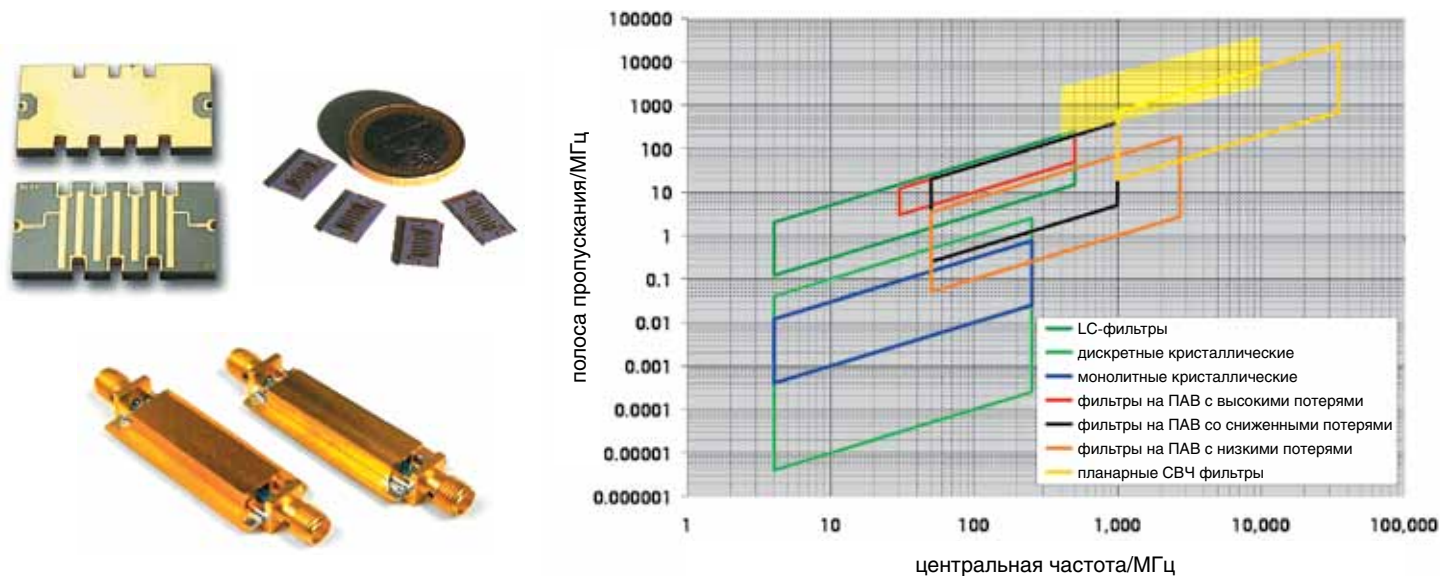 100000
10000
1000
100
10
1
0.1
0.01
0.001
0.0001
0.00001
0.000001
полоса пропускания/МГц
LC-фильтры
дискретные кристаллические
монолитные кристаллические
фильтры на ПАВ с высокими потерями
фильтры на ПАВ со сниженными потерями
фильтры на ПАВ с низкими потерями
планарные СВЧ фильтры
1 10 100 1,000 10,000 100,000
центральная частота/МГц